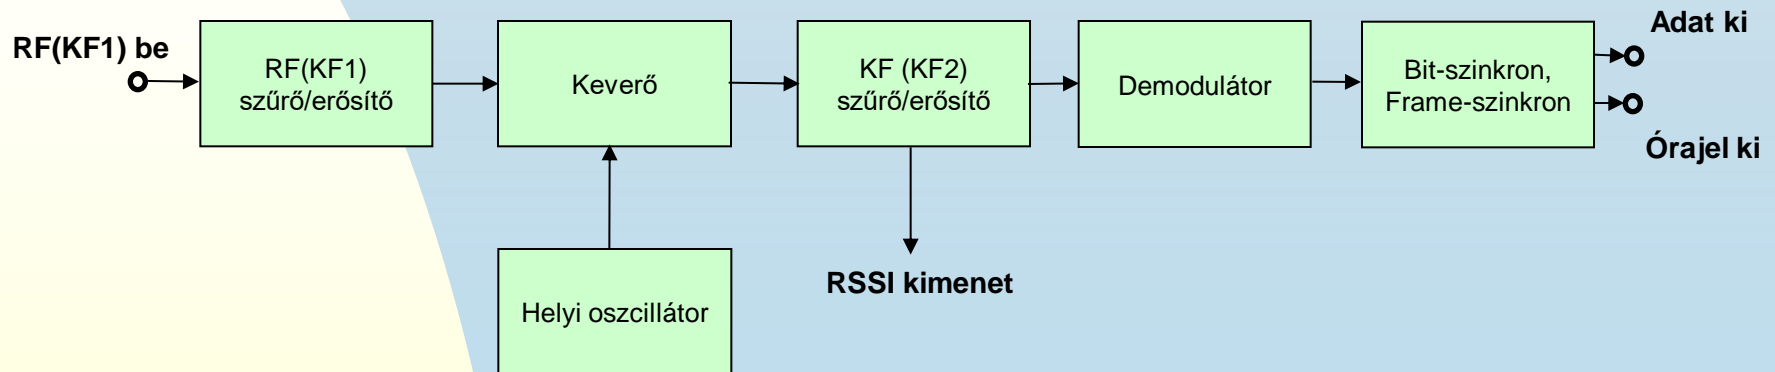 RF(KF1) be
RF(KF1)
szűrő/erősítő
Keverő
KF (KF2)
szűrő/erősítő
Demodulátor
Bit-szinkron,
Frame-szinkron
Adat ki
Órajel ki
RSSI kimenet
Helyi oszcillátor